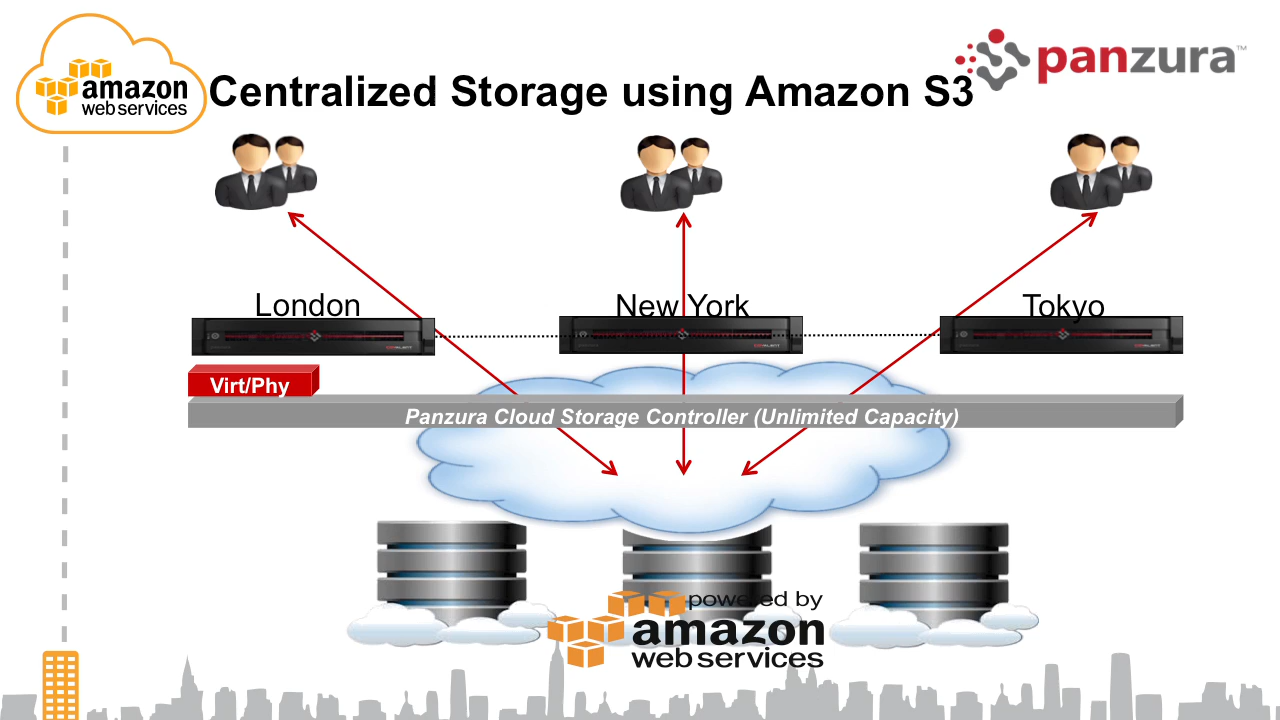 amazon
web services
Centralized Storage using Amazon S3
panzura™
London
New York
Tokyo
Virt/Phy
Panzura Cloud Storage Controller (Unlimited Capacity)
powered by
amazon
web services